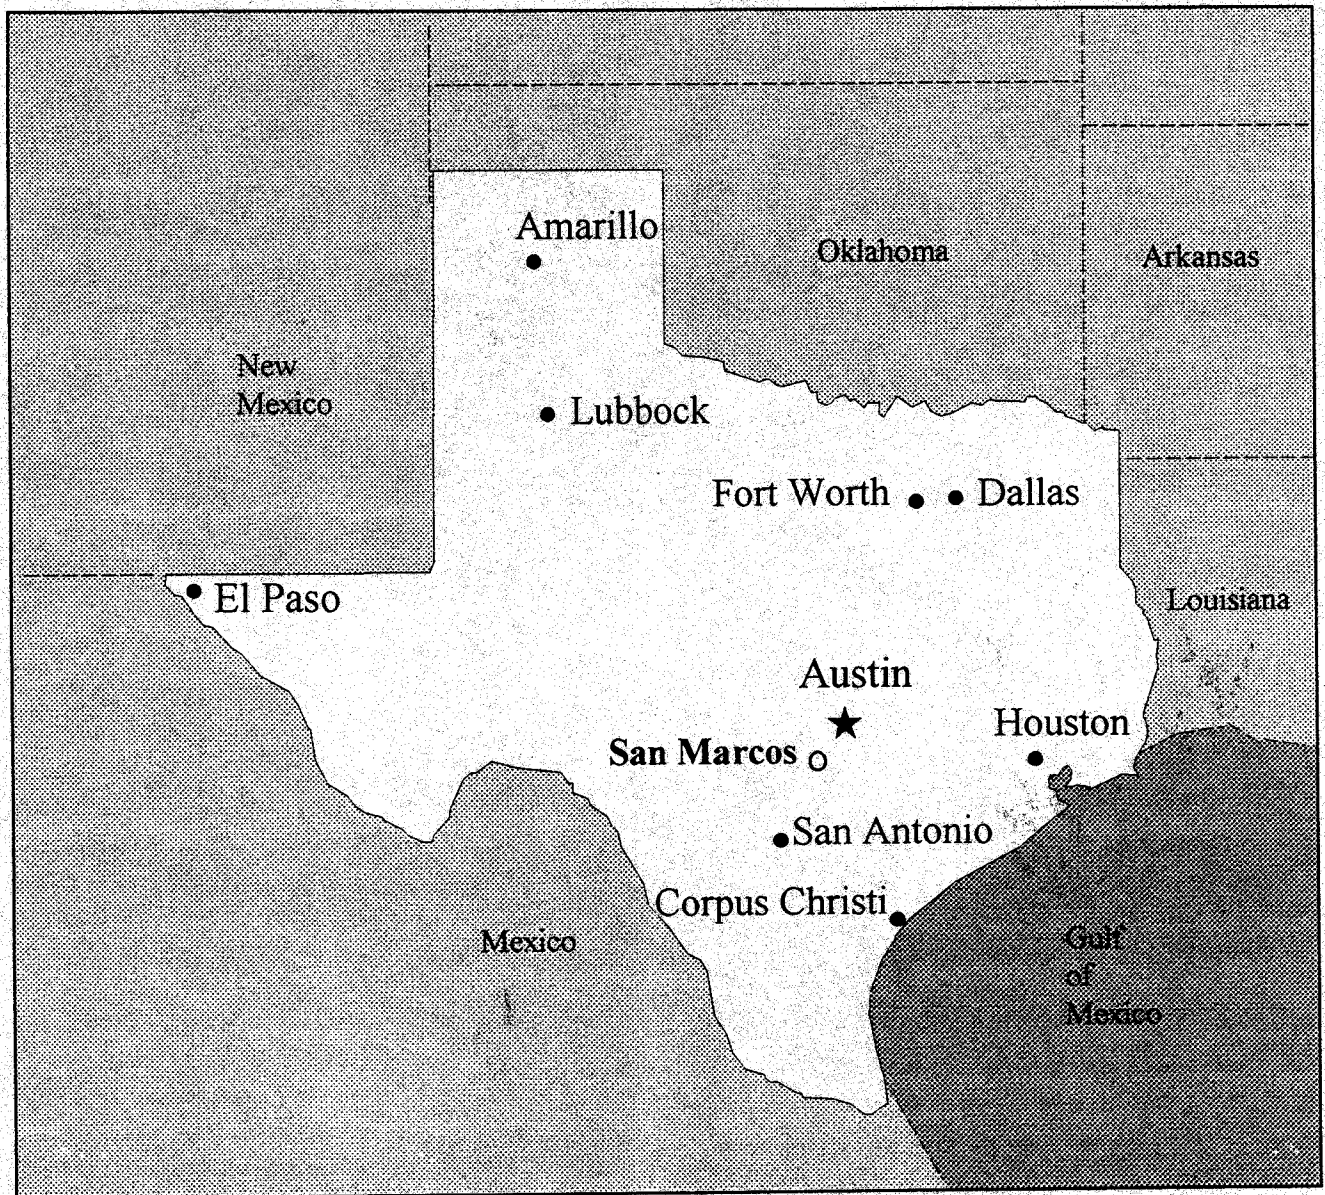 Amarillo
Oklahoma
Arkansas
New
Mexico
Lubbock
Fort Worth
Dallas
El Paso
Louisiana
Austin
Houston
San Marcos
San Antonio
Corpus Christi
Mexico
Gulf
of
Mexico